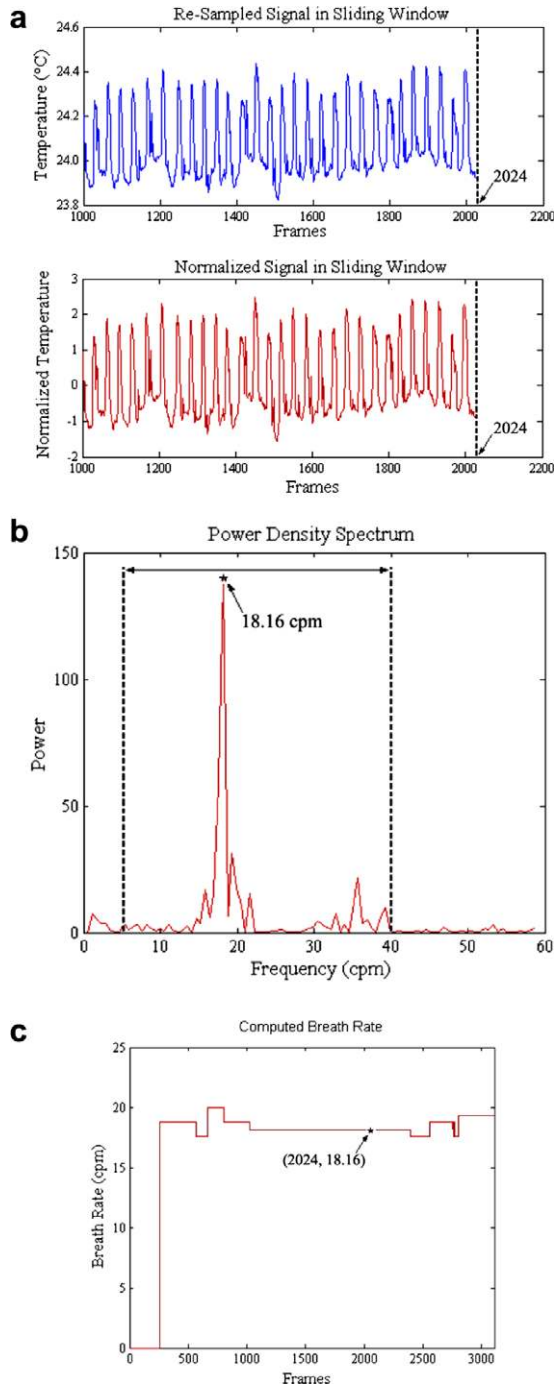 a
Re-Sampled Signal in Sliding Window
Temperature (°C)
24.6
24.4
24.2
24.0
23.8
2024
1000 1200 1400 1600 1800 2000 2200
Frames
Normalized Signal in Sliding Window
Normalized Temperature
3
2
1
0
-1
-2
2024
1000 1200 1400 1600 1800 2000 2200
Frames
b
Power Density Spectrum
Power
150
100
50
0
18.16 cpm
0 10 20 30 40 50 60
Frequency (cpm)
c
Computed Breath Rate
Breath Rate (cpm)
25
20
15
10
5
0
(2024, 18.16)
0 500 1000 1500 2000 2500 3000
Frames